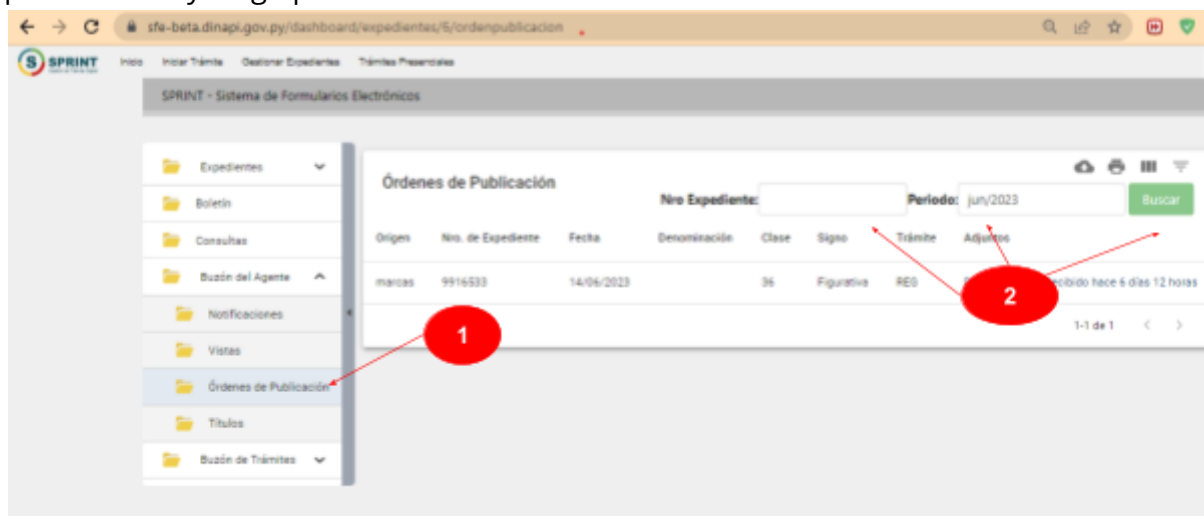 sfe-beta.dinapi.gov.py/dashboard/expedientes/6/ordenpublicacion
SPRINT Inicio Iniciar Trámite Gestionar Expedientes Trámites Presenciales
SPRINT - Sistema de Formularios Electrónicos
Expedientes
Boletín
Consultas
Buzón del Agente
Notificaciones
Vistas
Órdenes de Publicación
Títulos
Buzón de Trámites
Órdenes de Publicación
Nro Expediente: Periodo: jun/2023 Buscar
Origen Nro. de Expediente Fecha Denominación Clase Signo Trámite Adjuntos
marcas 9916533 14/06/2023 36 Figurativa REG hace 6 días 12 horas
1-1 de 1
1
2